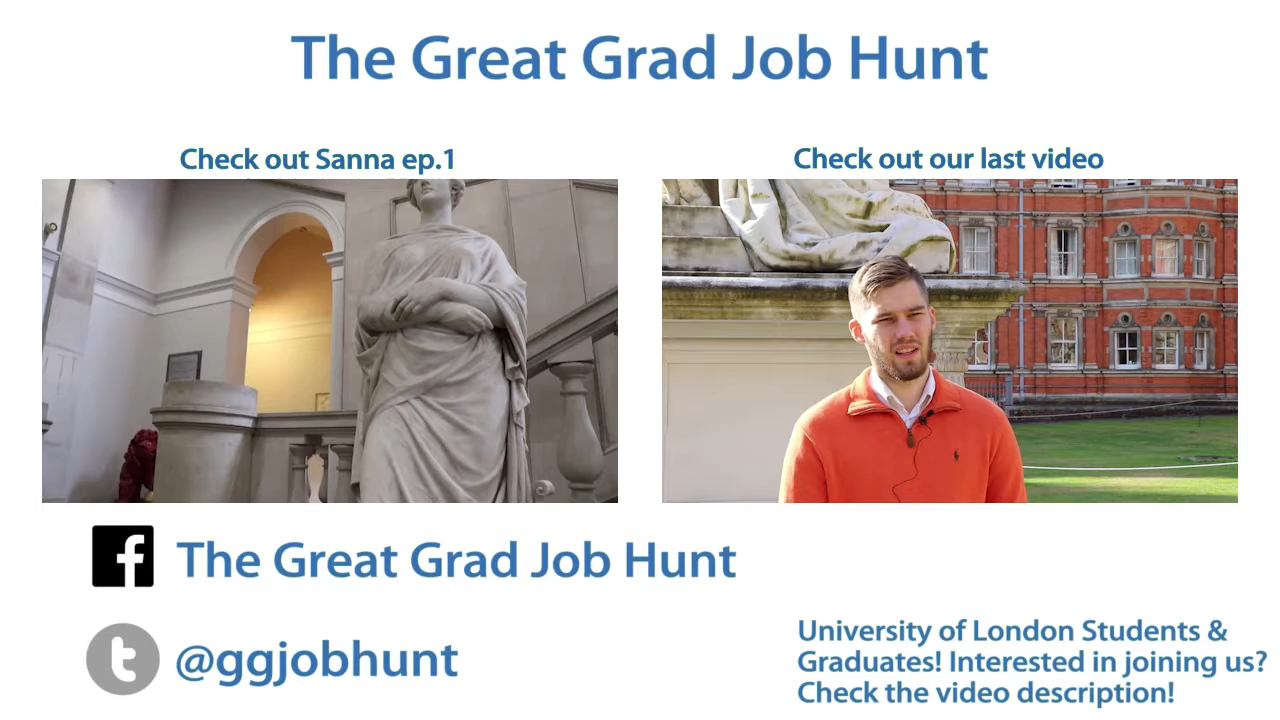 The Great Grad Job Hunt
Check out Sanna ep.1
Check out our last video
The Great Grad Job Hunt
@ggjobhunt
University of London Students &
Graduates! Interested in joining us?
Check the video description!